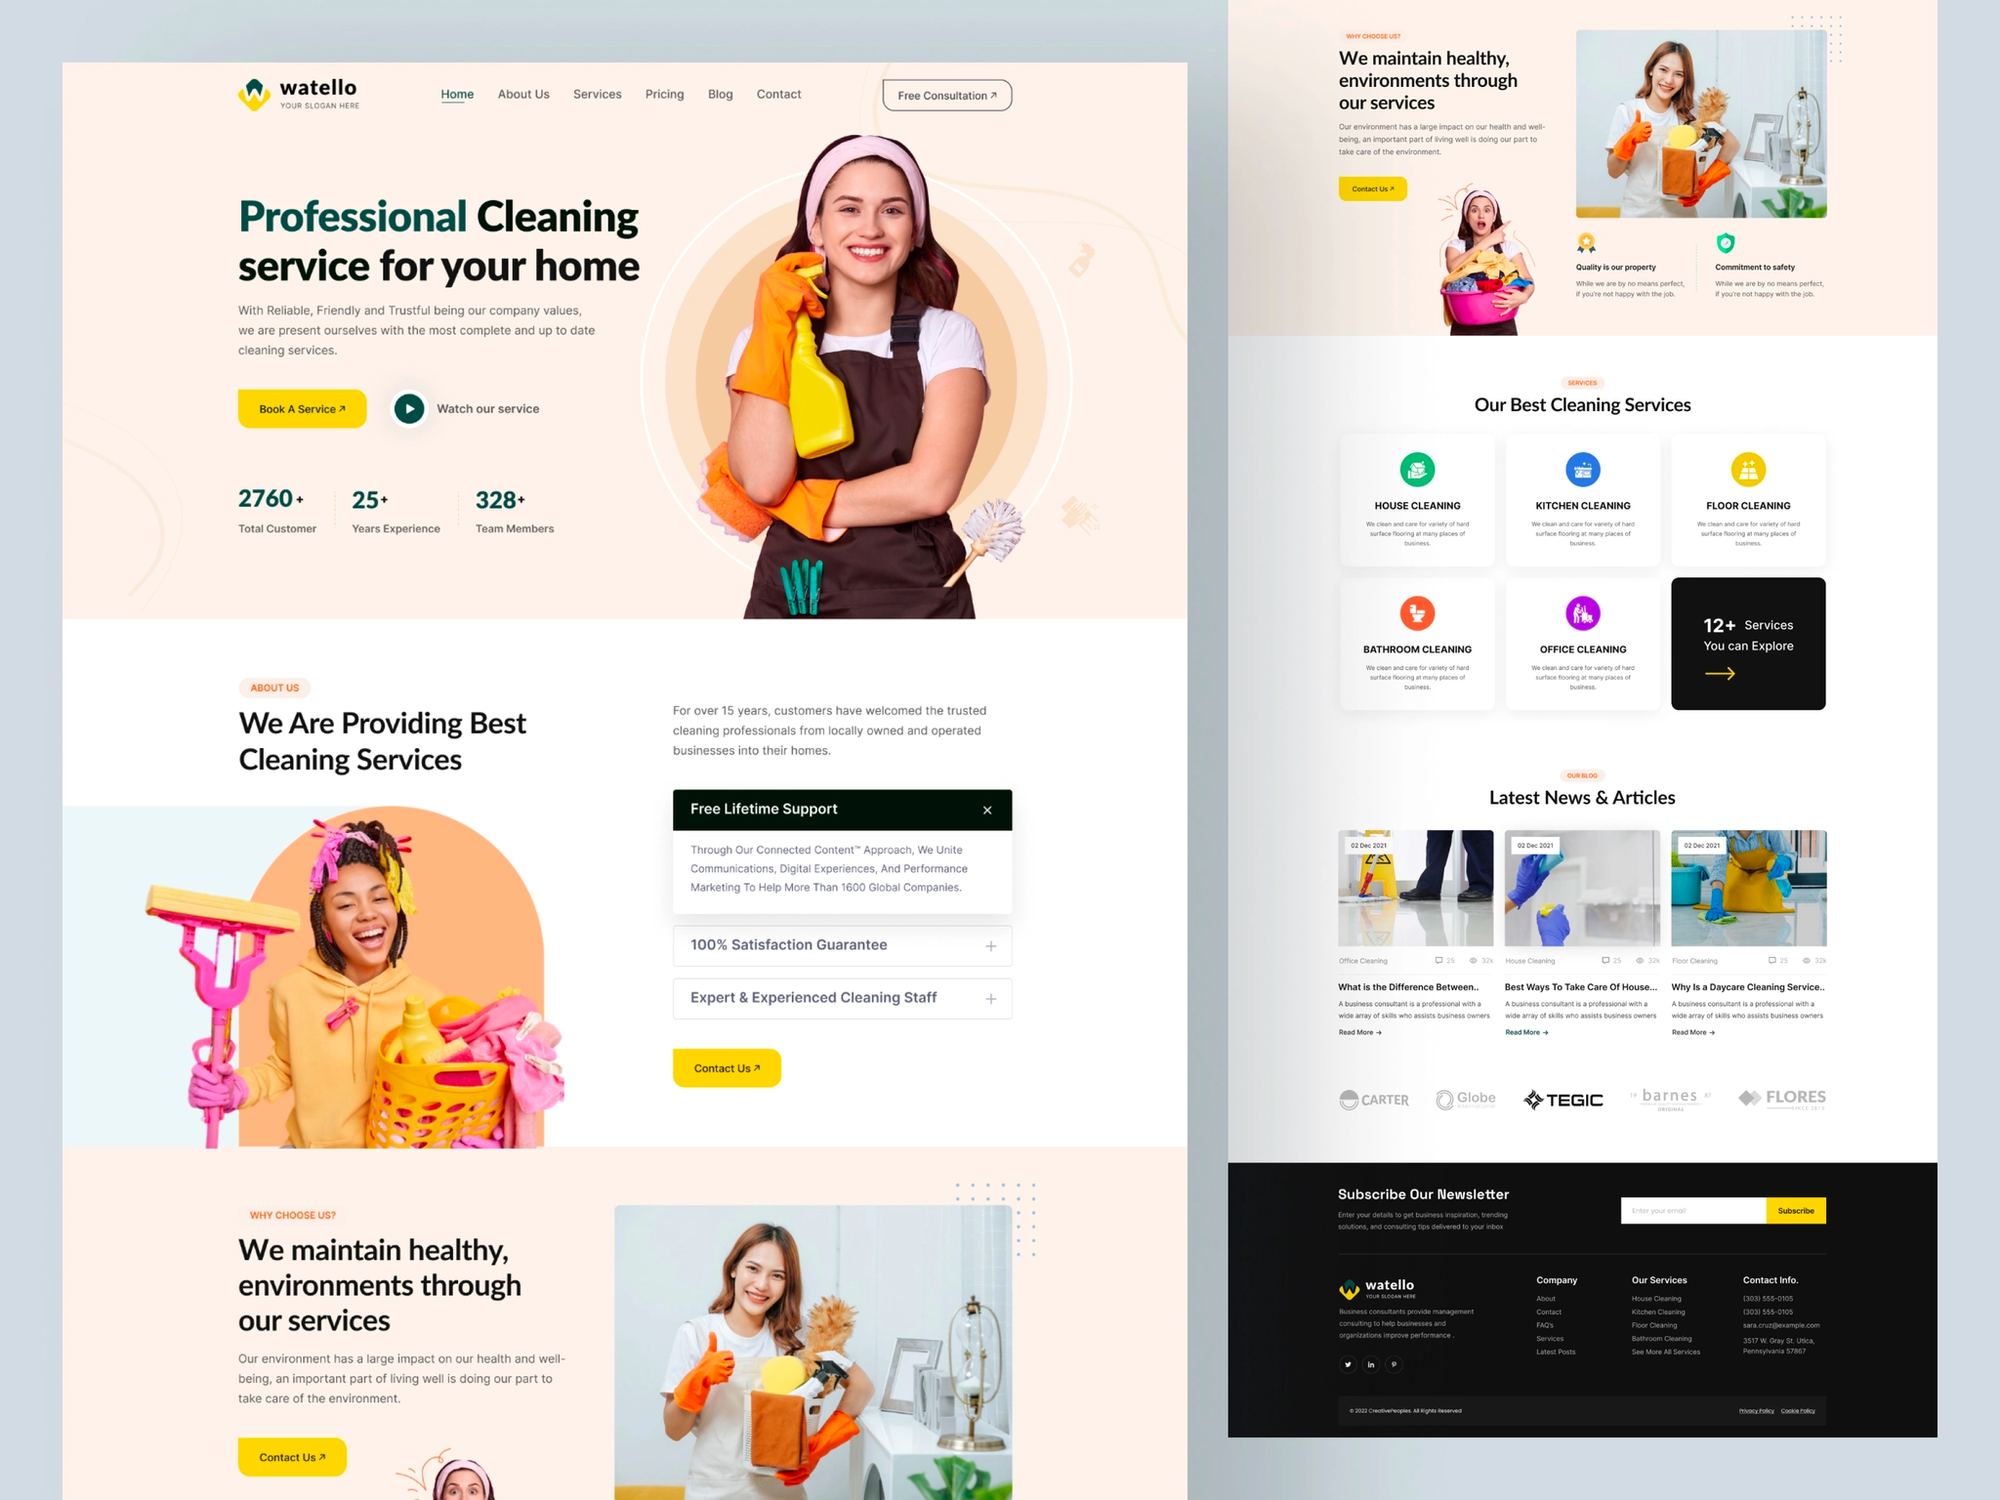 watello
YOUR SLOGAN HERE
Home About Us Services Pricing Blog Contact
Free Consultation ↗
Professional Cleaning
service for your home
With Reliable, Friendly and Trustful being our company values,
we are present ourselves with the most complete and up to date
cleaning services.
Book A Service ↗
Watch our service
2760+ 25+ 328+
Total Customer Years Experience Team Members
ABOUT US
We Are Providing Best
Cleaning Services
For over 15 years, customers have welcomed the trusted
cleaning professionals from locally owned and operated
businesses into their homes.
Free Lifetime Support ×
Through Our Connected Content™ Approach, We Unite
Communications, Digital Experiences, And Performance
Marketing To Help More Than 1600 Global Companies.
100% Satisfaction Guarantee +
Expert & Experienced Cleaning Staff +
Contact Us ↗
WHY CHOOSE US?
We maintain healthy,
environments through
our services
Our environment has a large impact on our health and well-
being, an important part of living well is doing our part to
take care of the environment.
Contact Us ↗
WHY CHOOSE US?
We maintain healthy,
environments through
our services
Our environment has a large impact on our health and well-
being, an important part of living well is doing our part to
take care of the environment.
Contact Us ↗
Quality is our property
While we are by no means perfect,
if you're not happy with the job.
Commitment to safety
While we are by no means perfect,
if you're not happy with the job.
SERVICES
Our Best Cleaning Services
HOUSE CLEANING
We clean and care for variety of hard
surface flooring at many places of
business.
KITCHEN CLEANING
We clean and care for variety of hard
surface flooring at many places of
business.
FLOOR CLEANING
We clean and care for variety of hard
surface flooring at many places of
business.
BATHROOM CLEANING
We clean and care for variety of hard
surface flooring at many places of
business.
OFFICE CLEANING
We clean and care for variety of hard
surface flooring at many places of
business.
12+ Services
You can Explore
OUR BLOG
Latest News & Articles
02 Dec 2021
Office Cleaning 25 32k
What is the Difference Between..
A business consultant is a professional with a
wide array of skills who assists business owners
Read More →
02 Dec 2021
House Cleaning 25 32k
Best Ways To Take Care Of House...
A business consultant is a professional with a
wide array of skills who assists business owners
Read More →
02 Dec 2021
Floor Cleaning 25 32k
Why Is a Daycare Cleaning Service..
A business consultant is a professional with a
wide array of skills who assists business owners
Read More →
CARTER
Globe
International
TEGIC
19 barnes 87
ORIGINAL
FLORES
SINCE 2010
Subscribe Our Newsletter
Enter your details to get business inspiration, trending
solutions, and consulting tips delivered to your inbox
Enter your email
Subscribe
watello
YOUR SLOGAN HERE
Business consultants provide management
consulting to help businesses and
organizations improve performance .
Company
About
Contact
FAQ's
Services
Latest Posts
Our Services
House Cleaning
Kitchen Cleaning
Floor Cleaning
Bathroom Cleaning
See More All Services
Contact Info.
(303) 555-0105
(303) 555-0105
sara.cruz@example.com
3517 W. Gray St. Utica,
Pennsylvania 57867
© 2022 CreativePeoples. All Rights Reserved
Privacy Policy Cookie Policy